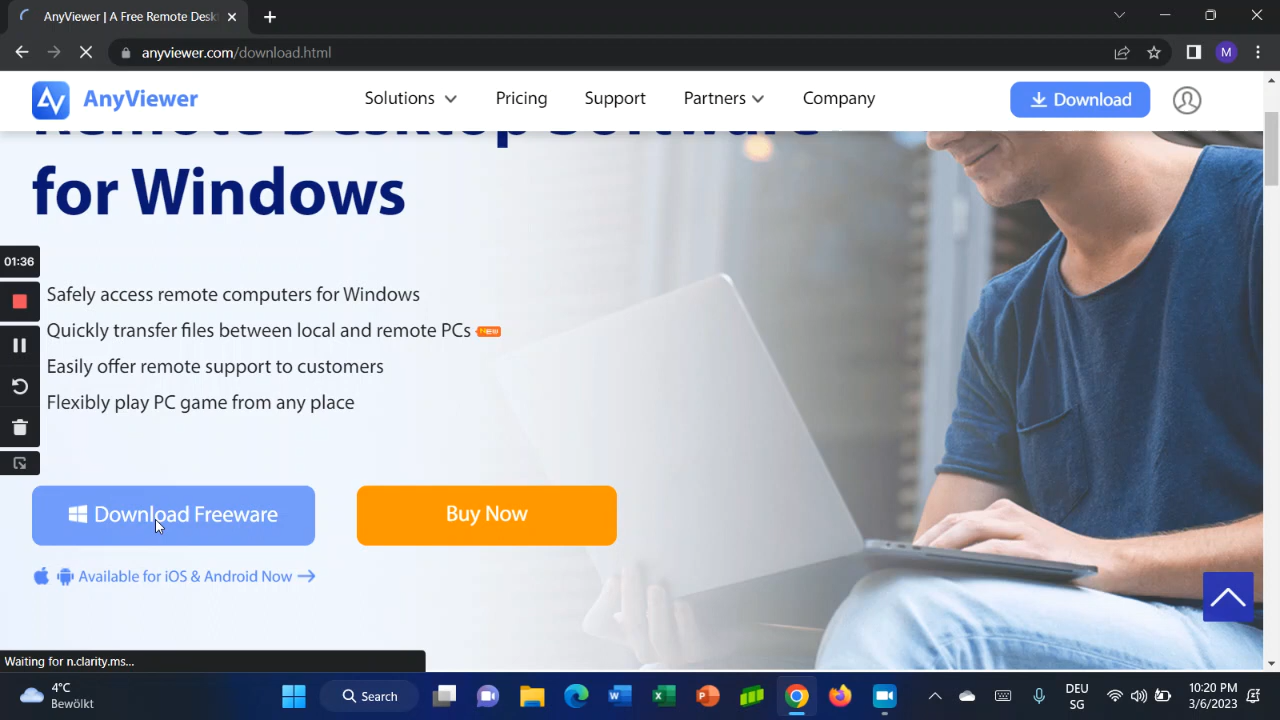 AnyViewer | A Free Remote Desk
anyviewer.com/download.html
M
AnyViewer
Solutions
Pricing
Support
Partners
Company
Download
Remote Desktop Software
for Windows
01:36
Safely access remote computers for Windows
Quickly transfer files between local and remote PCs NEW
Easily offer remote support to customers
Flexibly play PC game from any place
Download Freeware
Buy Now
Available for iOS & Android Now
Waiting for n.clarity.ms...
4°C
Bewölkt
Search
DEU
SG
10:20 PM
3/6/2023